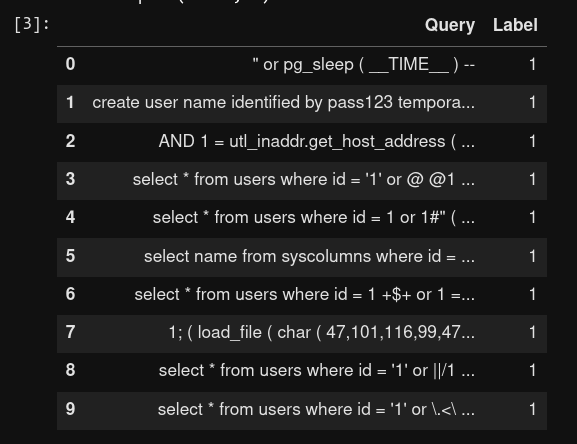 [3]:
Query Label
0 " or pg_sleep ( __TIME__ ) -- 1
1 create user name identified by pass123 tempora... 1
2 AND 1 = utl_inaddr.get_host_address ( ... 1
3 select * from users where id = '1' or @ @1 ... 1
4 select * from users where id = 1 or 1#" ( ... 1
5 select name from syscolumns where id = ... 1
6 select * from users where id = 1 +$+ or 1 =... 1
7 1; ( load_file ( char ( 47,101,116,99,47... 1
8 select * from users where id = '1' or ||/1 ... 1
9 select * from users where id = '1' or \.<\ ... 1